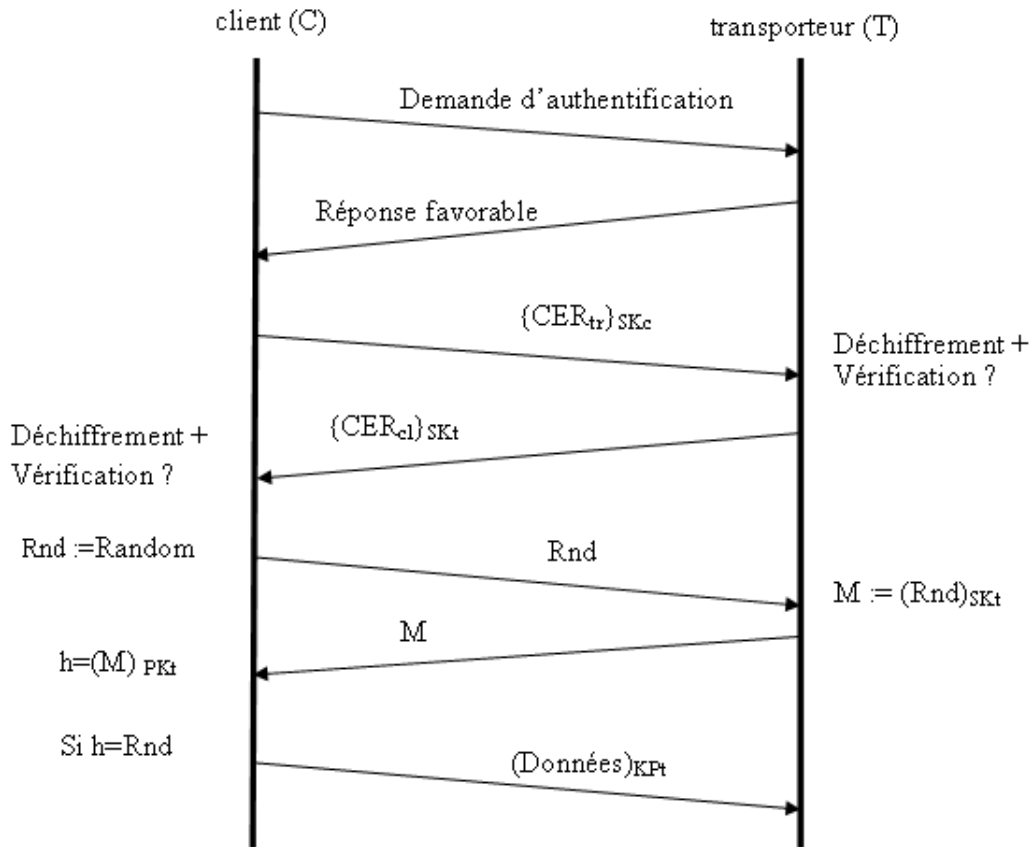 client (C)
transporteur (T)
Demande d'authentification
Réponse favorable
{CERtr}SKc
Déchiffrement +
Vérification ?
{CERcl}SKt
Déchiffrement +
Vérification ?
Rnd :=Random
Rnd
M := (Rnd)SKt
M
h=(M) PKt
Si h=Rnd
(Données)KPt